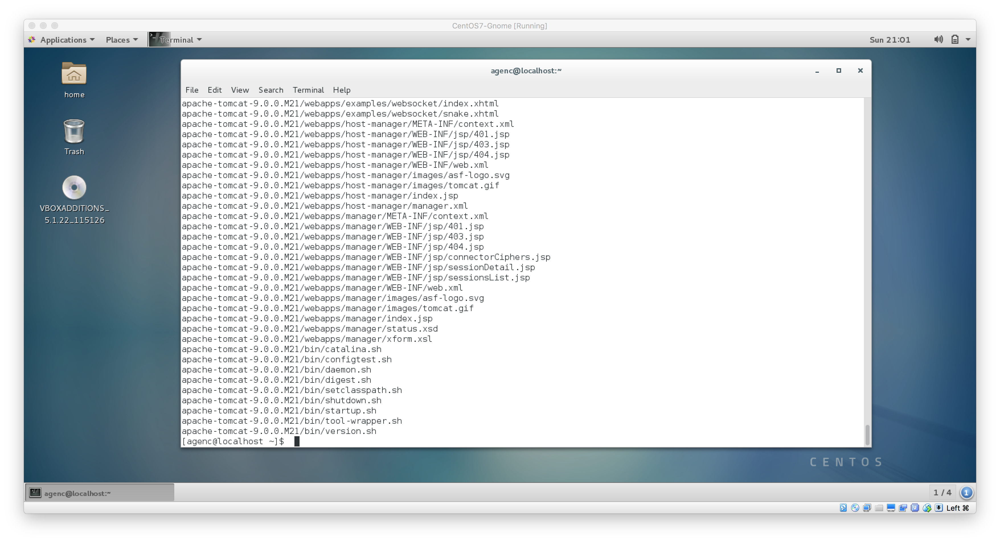 CentOS7-Gnome [Running]
Applications Places Terminal Sun 21:01
home
Trash
VBOXADDITIONS_
5.1.22_115126
agenc@localhost:~
File Edit View Search Terminal Help
apache-tomcat-9.0.0.M21/webapps/examples/websocket/index.xhtml
apache-tomcat-9.0.0.M21/webapps/examples/websocket/snake.xhtml
apache-tomcat-9.0.0.M21/webapps/host-manager/META-INF/context.xml
apache-tomcat-9.0.0.M21/webapps/host-manager/WEB-INF/jsp/401.jsp
apache-tomcat-9.0.0.M21/webapps/host-manager/WEB-INF/jsp/403.jsp
apache-tomcat-9.0.0.M21/webapps/host-manager/WEB-INF/jsp/404.jsp
apache-tomcat-9.0.0.M21/webapps/host-manager/WEB-INF/web.xml
apache-tomcat-9.0.0.M21/webapps/host-manager/images/asf-logo.svg
apache-tomcat-9.0.0.M21/webapps/host-manager/images/tomcat.gif
apache-tomcat-9.0.0.M21/webapps/host-manager/index.jsp
apache-tomcat-9.0.0.M21/webapps/host-manager/manager.xml
apache-tomcat-9.0.0.M21/webapps/manager/META-INF/context.xml
apache-tomcat-9.0.0.M21/webapps/manager/WEB-INF/jsp/401.jsp
apache-tomcat-9.0.0.M21/webapps/manager/WEB-INF/jsp/403.jsp
apache-tomcat-9.0.0.M21/webapps/manager/WEB-INF/jsp/404.jsp
apache-tomcat-9.0.0.M21/webapps/manager/WEB-INF/jsp/connectorCiphers.jsp
apache-tomcat-9.0.0.M21/webapps/manager/WEB-INF/jsp/sessionDetail.jsp
apache-tomcat-9.0.0.M21/webapps/manager/WEB-INF/jsp/sessionsList.jsp
apache-tomcat-9.0.0.M21/webapps/manager/WEB-INF/web.xml
apache-tomcat-9.0.0.M21/webapps/manager/images/asf-logo.svg
apache-tomcat-9.0.0.M21/webapps/manager/images/tomcat.gif
apache-tomcat-9.0.0.M21/webapps/manager/index.jsp
apache-tomcat-9.0.0.M21/webapps/manager/status.xsd
apache-tomcat-9.0.0.M21/webapps/manager/xform.xsl
apache-tomcat-9.0.0.M21/bin/catalina.sh
apache-tomcat-9.0.0.M21/bin/configtest.sh
apache-tomcat-9.0.0.M21/bin/daemon.sh
apache-tomcat-9.0.0.M21/bin/digest.sh
apache-tomcat-9.0.0.M21/bin/setclasspath.sh
apache-tomcat-9.0.0.M21/bin/shutdown.sh
apache-tomcat-9.0.0.M21/bin/startup.sh
apache-tomcat-9.0.0.M21/bin/tool-wrapper.sh
apache-tomcat-9.0.0.M21/bin/version.sh
[agenc@localhost ~]$
CENTOS
agenc@localhost:~ 1 / 4 1
Left ⌘